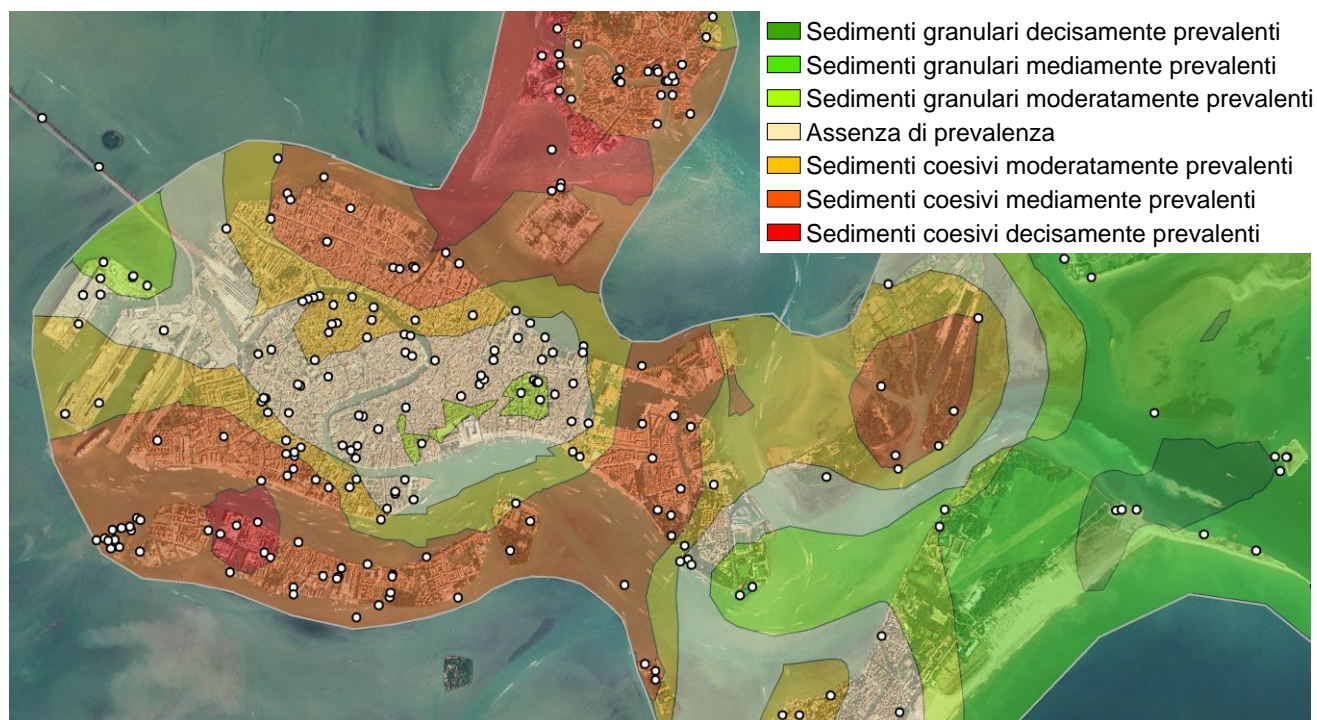 Sedimenti granulari decisamente prevalenti
Sedimenti granulari mediamente prevalenti
Sedimenti granulari moderatamente prevalenti
Assenza di prevalenza
Sedimenti coesivi moderatamente prevalenti
Sedimenti coesivi mediamente prevalenti
Sedimenti coesivi decisamente prevalenti